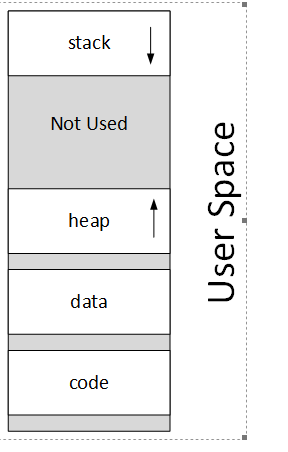 stack
Not Used
heap
data
code
User Space